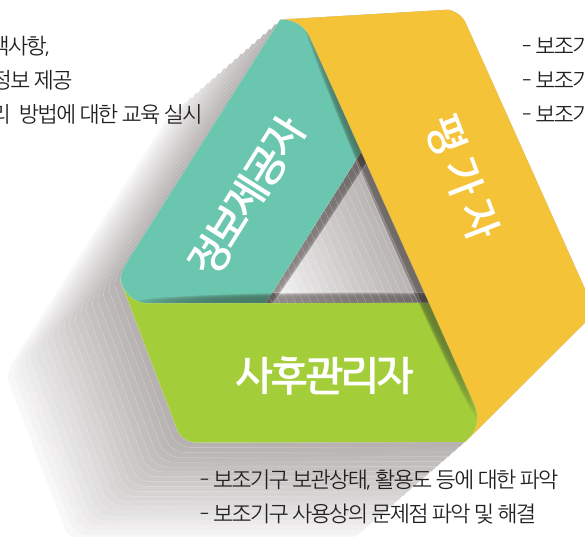 책사항,
정보 제공
리 방법에 대한 교육 실시
- 보조기
- 보조기
- 보조기
정보제공자
평가자
사후관리자
- 보조기구 보관상태, 활용도 등에 대한 파악
- 보조기구 사용상의 문제점 파악 및 해결